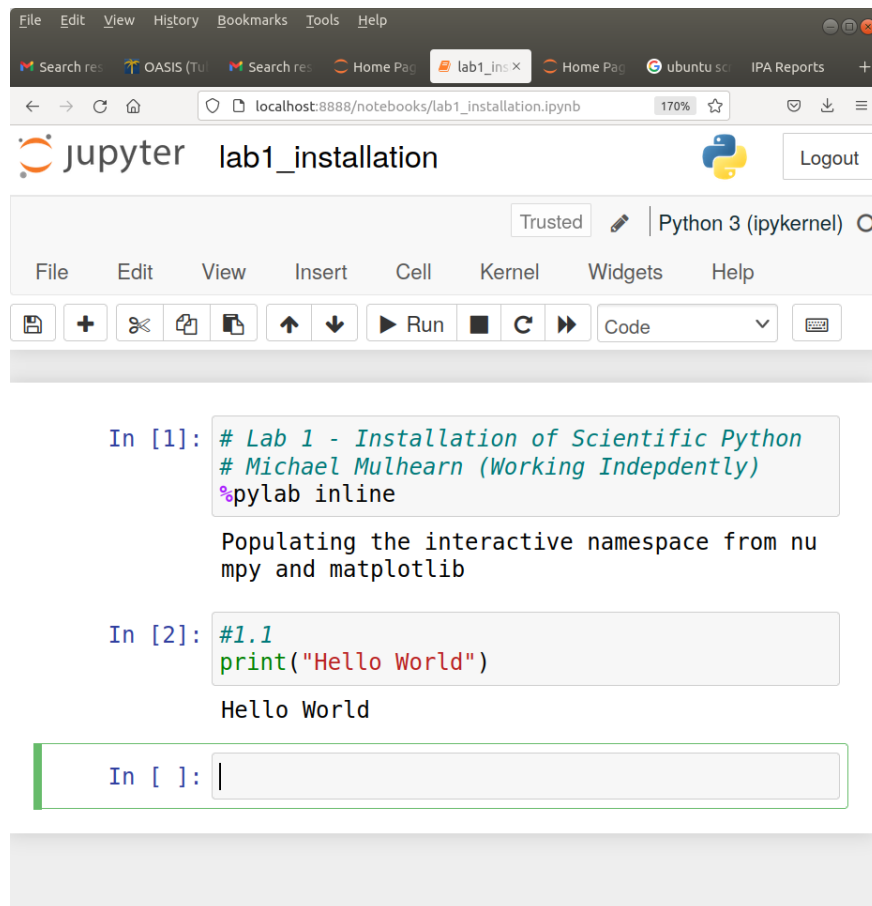 File Edit View History Bookmarks Tools Help
Search res OASIS (Tul Search res Home Pag lab1_ins × Home Pag ubuntu sc IPA Reports +
localhost:8888/notebooks/lab1_installation.ipynb 170%
jupyter lab1_installation Logout
Trusted Python 3 (ipykernel)
File Edit View Insert Cell Kernel Widgets Help
Run Code
In [1]: # Lab 1 - Installation of Scientific Python
# Michael Mulhearn (Working Indepdently)
%pylab inline
Populating the interactive namespace from nu
mpy and matplotlib
In [2]: #1.1
print("Hello World")
Hello World
In [ ]: